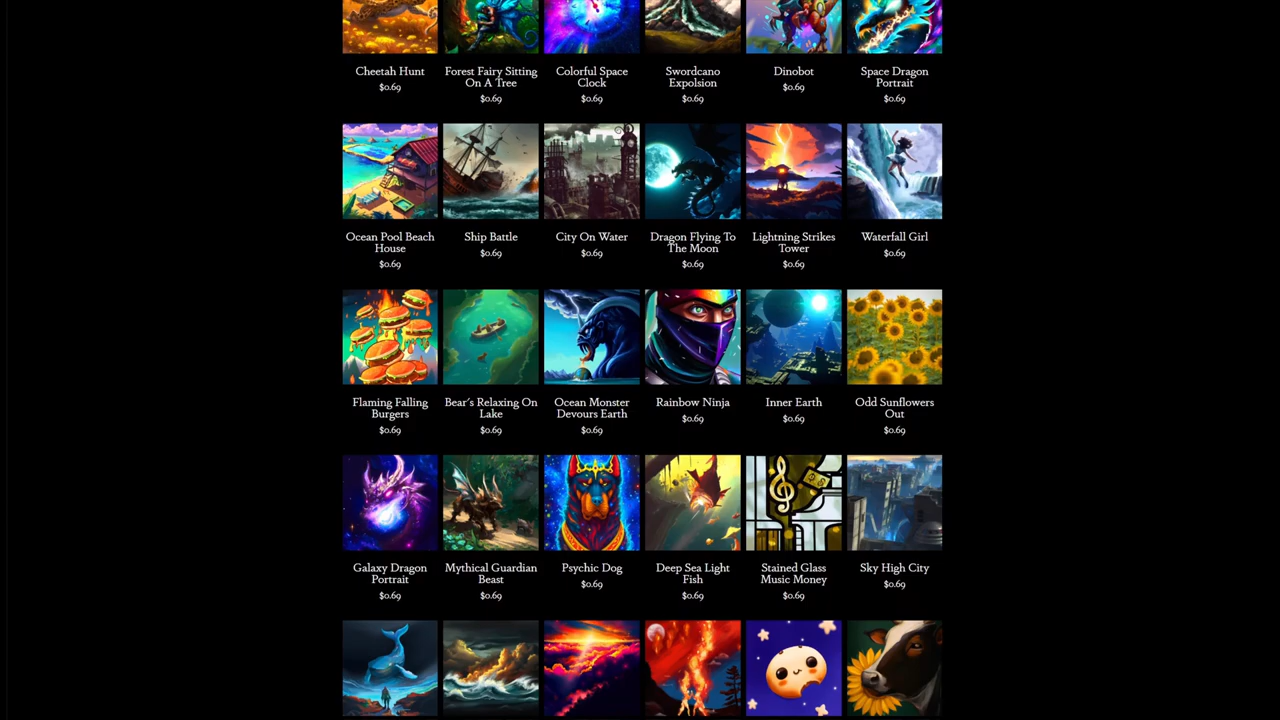 Cheetah Hunt
$0.69
Forest Fairy Sitting
On A Tree
$0.69
Colorful Space
Clock
$0.69
Swordcano
Expolsion
$0.69
Dinobot
$0.69
Space Dragon
Portrait
$0.69
Ocean Pool Beach
House
$0.69
Ship Battle
$0.69
City On Water
$0.69
Dragon Flying To
The Moon
$0.69
Lightning Strikes
Tower
$0.69
Waterfall Girl
$0.69
Flaming Falling
Burgers
$0.69
Bear's Relaxing On
Lake
$0.69
Ocean Monster
Devours Earth
$0.69
Rainbow Ninja
$0.69
Inner Earth
$0.69
Odd Sunflowers
Out
$0.69
Galaxy Dragon
Portrait
$0.69
Mythical Guardian
Beast
$0.69
Psychic Dog
$0.69
Deep Sea Light
Fish
$0.69
Stained Glass
Music Money
$0.69
Sky High City
$0.69